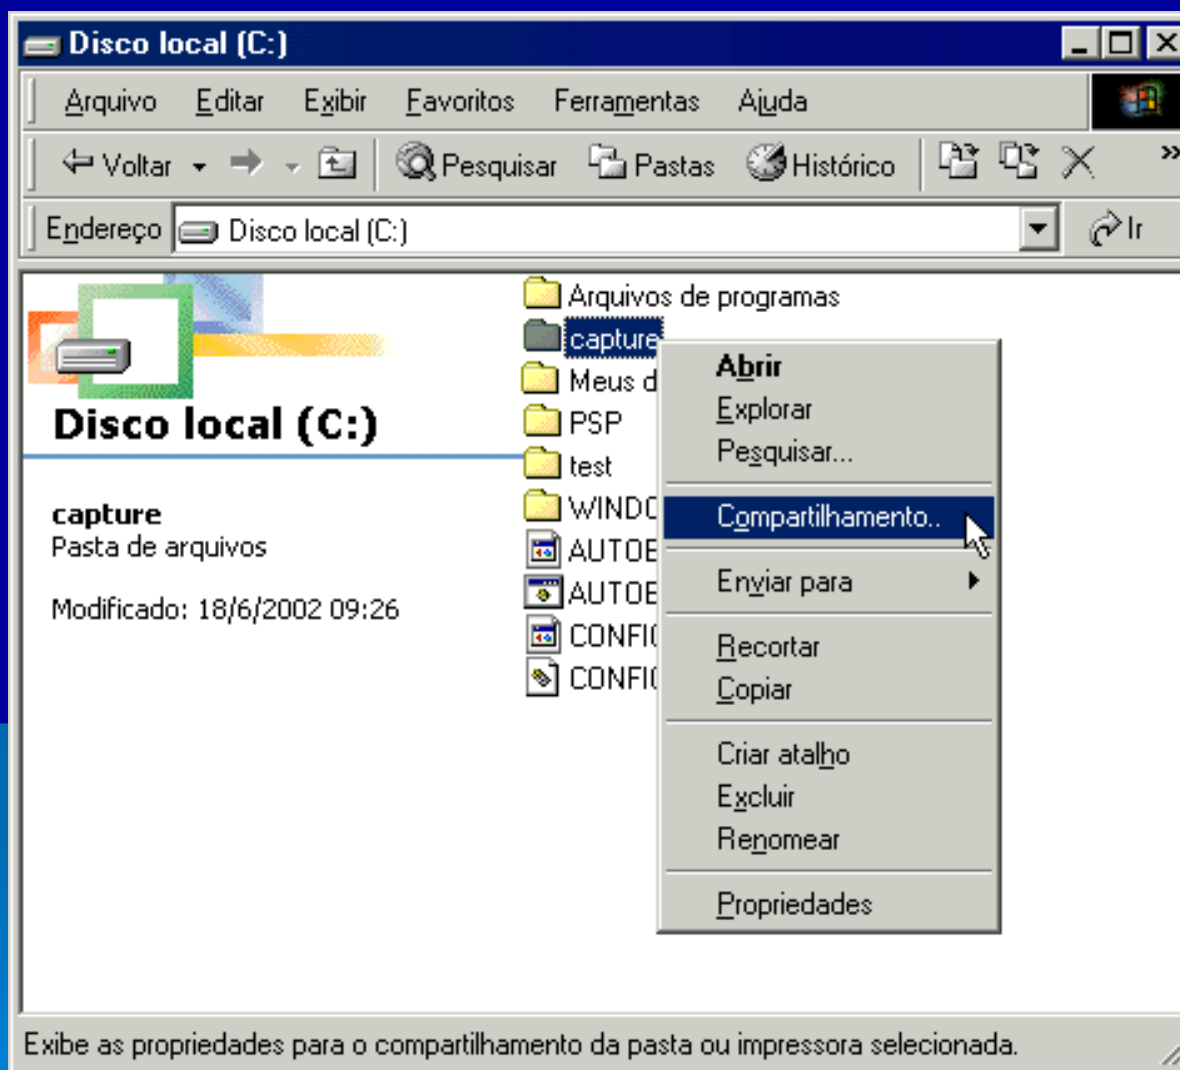 Disco local (C:)
Arquivo Editar Exibir Favoritos Ferramentas Ajuda
Voltar Pesquisar Pastas Histórico »
Endereço Disco local (C:) Ir
Disco local (C:)
capture
Pasta de arquivos
Modificado: 18/6/2002 09:26
Arquivos de programas
capture
Meus d
PSP
test
WINDO
AUTOE
AUTOE
CONFIG
CONFIG
Abrir
Explorar
Pesquisar...
Compartilhamento..
Enviar para
Recortar
Copiar
Criar atalho
Excluir
Renomear
Propriedades
Exibe as propriedades para o compartilhamento da pasta ou impressora selecionada.